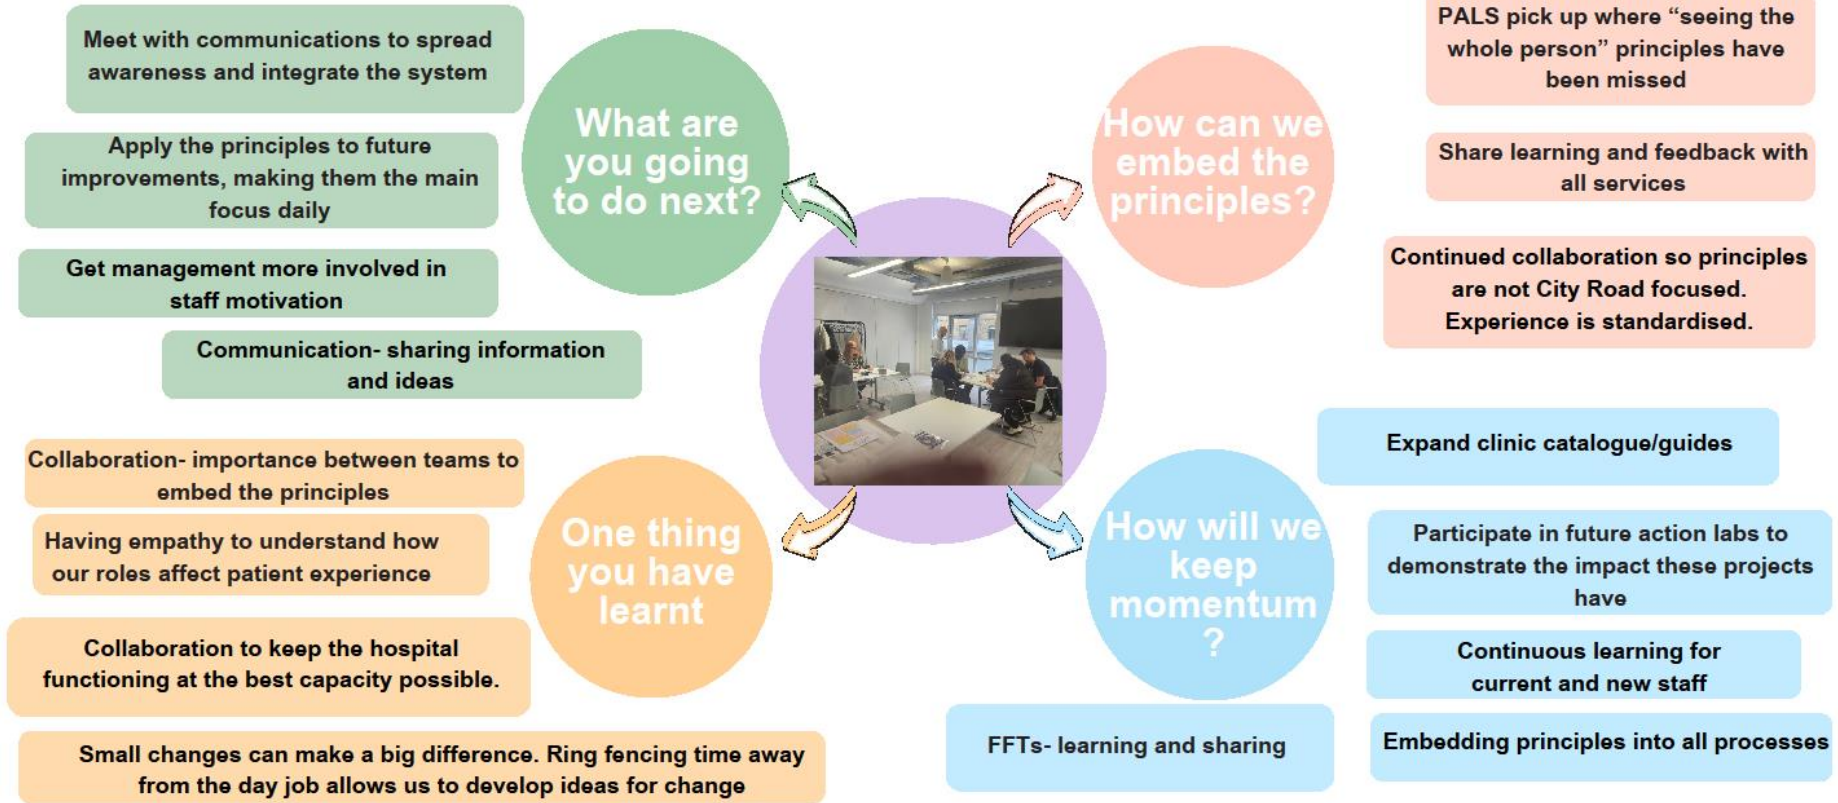 Meet with communications to spread
awareness and integrate the system
Apply the principles to future
improvements, making them the main
focus daily
Get management more involved in
staff motivation
Communication- sharing information
and ideas
What are
you going
to do next?
How can we
embed the
principles?
PALS pick up where “seeing the
whole person” principles have
been missed
Share learning and feedback with
all services
Continued collaboration so principles
are not City Road focused.
Experience is standardised.
Collaboration- importance between teams to
embed the principles
Having empathy to understand how
our roles affect patient experience
Collaboration to keep the hospital
functioning at the best capacity possible.
Small changes can make a big difference. Ring fencing time away
from the day job allows us to develop ideas for change
One thing
you have
learnt
How will we
keep
momentum
?
Expand clinic catalogue/guides
Participate in future action labs to
demonstrate the impact these projects
have
Continuous learning for
current and new staff
Embedding principles into all processes
FFTs- learning and sharing